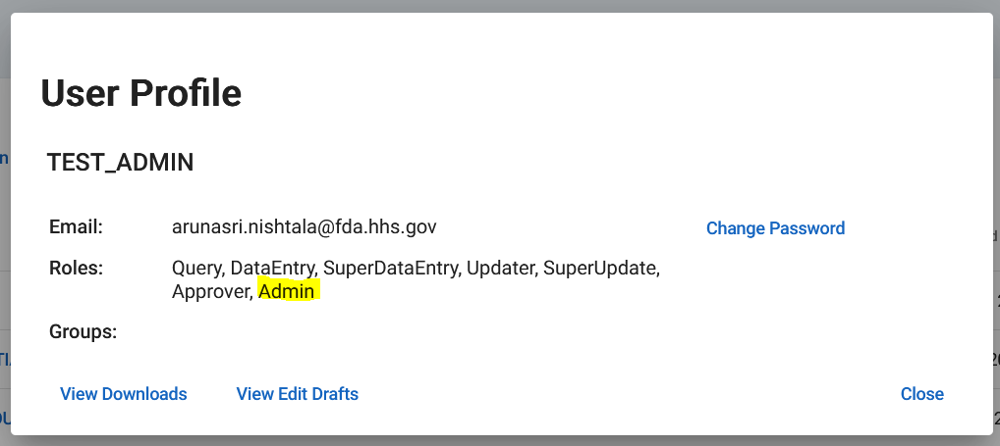 User Profile
TEST_ADMIN
Email: arunasri.nishtala@fda.hhs.gov Change Password
Roles: Query, DataEntry, SuperDataEntry, Updater, SuperUpdate,
Approver, Admin
Groups:
View Downloads View Edit Drafts Close